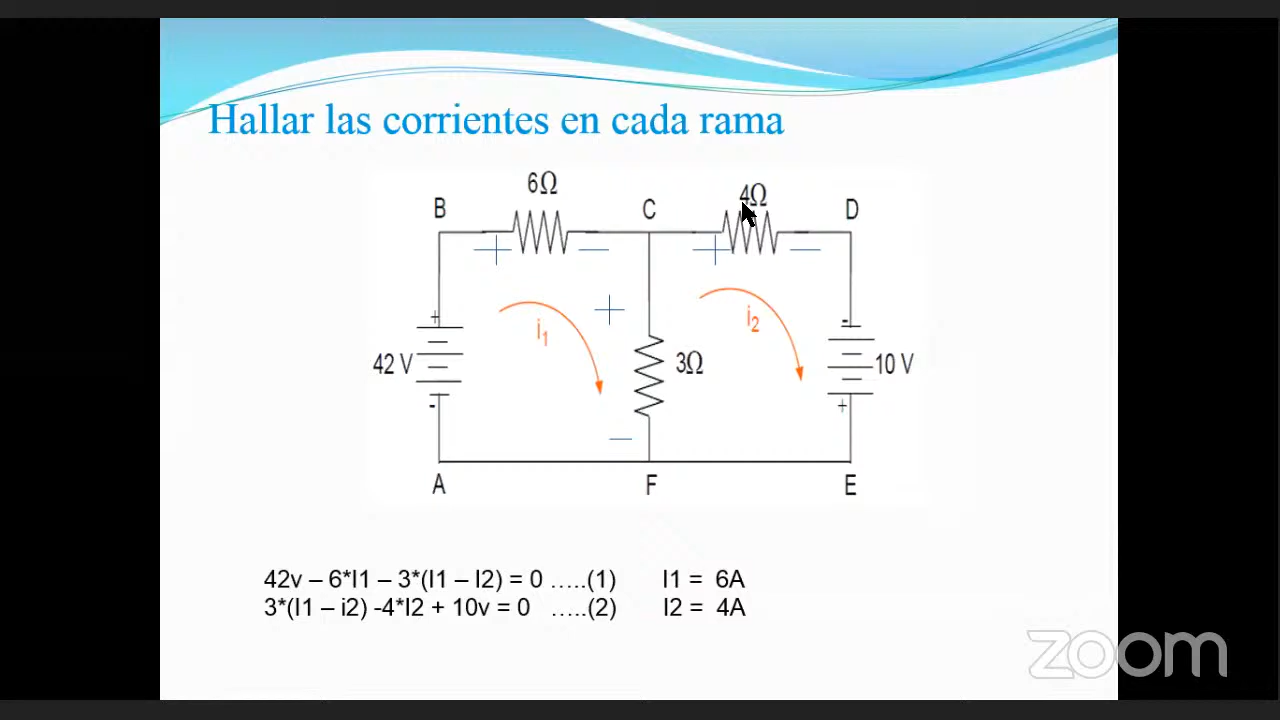 Hallar las corrientes en cada rama
6Ω
4Ω
B
C
D
+ −
+ −
+
i1
+
i2
-
42 V
3Ω
10 V
-
−
+
A
F
E
42v – 6*I1 – 3*(I1 – I2) = 0 …..(1) I1 = 6A
3*(I1 – i2) -4*I2 + 10v = 0 …..(2) I2 = 4A
zoom